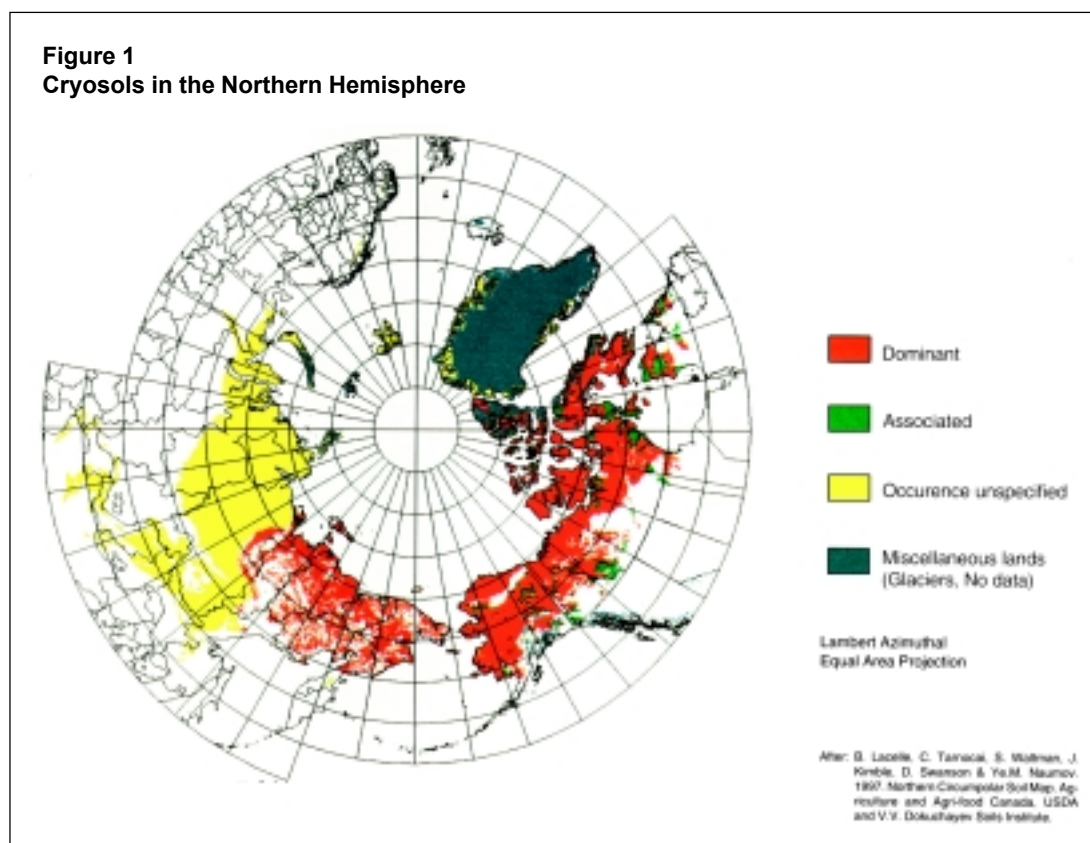 Figure 1
Cryosols in the Northern Hemisphere
Dominant
Associated
Occurence unspecified
Miscellaneous lands
(Glaciers, No data)
Lambert Azimuthal
Equal Area Projection
After: B. Lacelle, C. Tarnocai, S. Waltman, J.
Kimble, D. Swanson & Ye.M. Naumov.
1997. Northern Circumpolar Soil Map. Ag-
riculture and Agri-food Canada, USDA
and V.V. Dokuchayev Soils Institute.